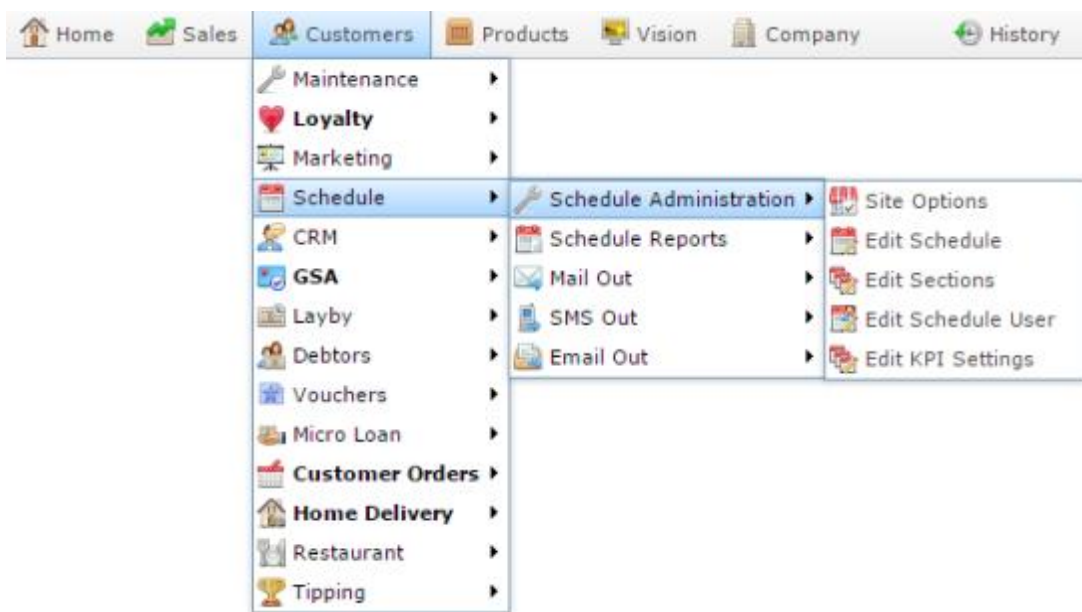 Home Sales Customers Products Vision Company History
Maintenance
Loyalty
Marketing
Schedule Schedule Administration Site Options
CRM Schedule Reports Edit Schedule
GSA Mail Out Edit Sections
Layby SMS Out Edit Schedule User
Debtors Email Out Edit KPI Settings
Vouchers
Micro Loan
Customer Orders
Home Delivery
Restaurant
Tipping